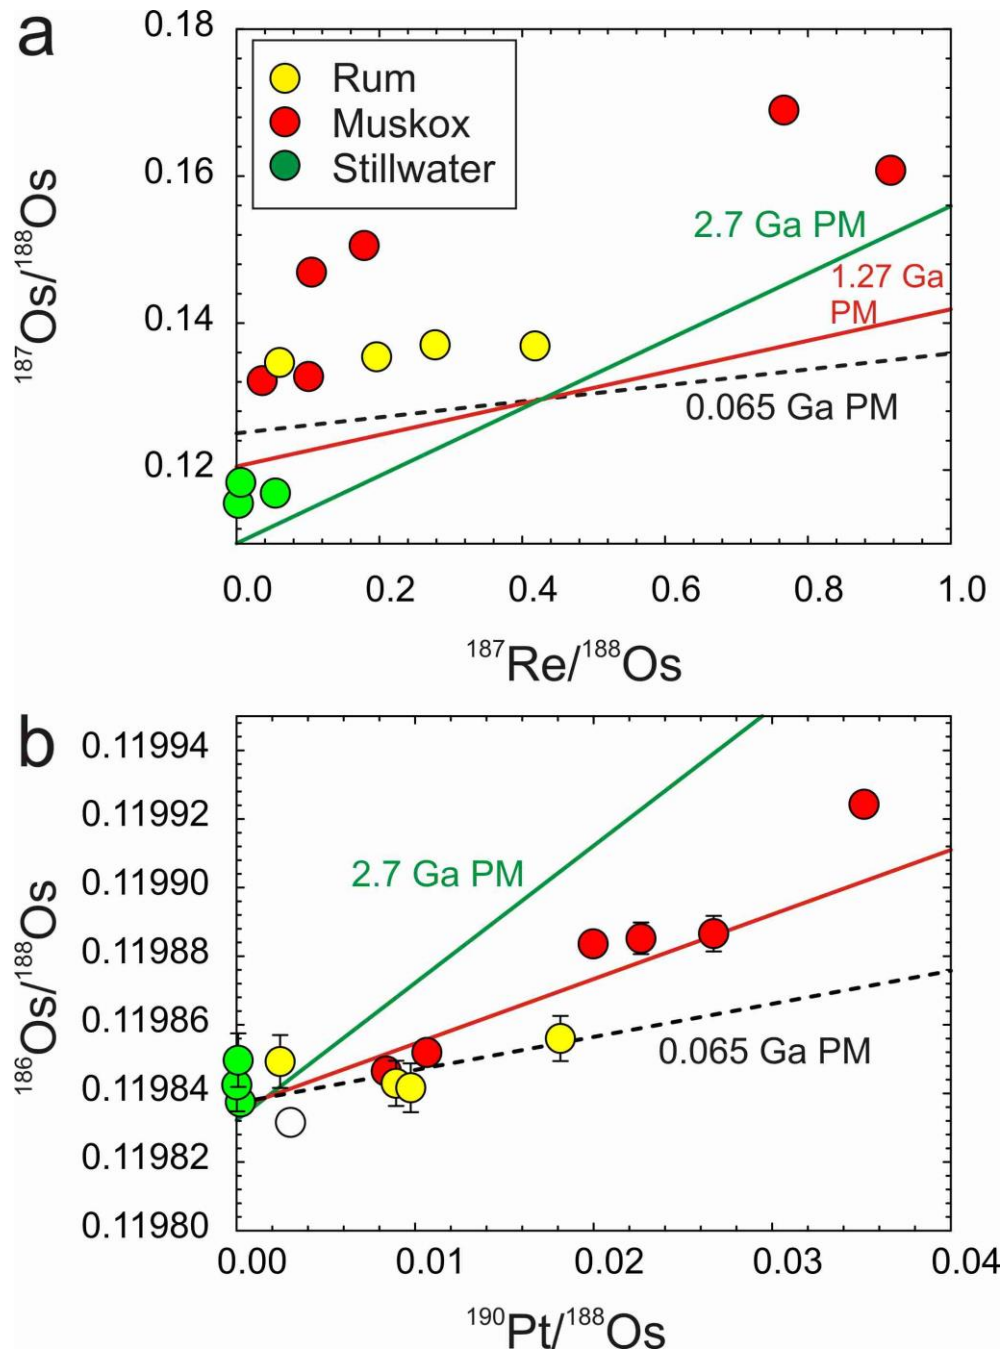 a
0.18
0.16
0.14
0.12
¹⁸⁷Os/¹⁸⁸Os
Rum
Muskox
Stillwater
2.7 Ga PM
1.27 Ga
PM
0.065 Ga PM
0.0 0.2 0.4 0.6 0.8 1.0
¹⁸⁷Re/¹⁸⁸Os
b
0.11994
0.11992
0.11990
0.11988
0.11986
0.11984
0.11982
0.11980
¹⁸⁶Os/¹⁸⁸Os
2.7 Ga PM
0.065 Ga PM
0.00 0.01 0.02 0.03 0.04
¹⁹⁰Pt/¹⁸⁸Os